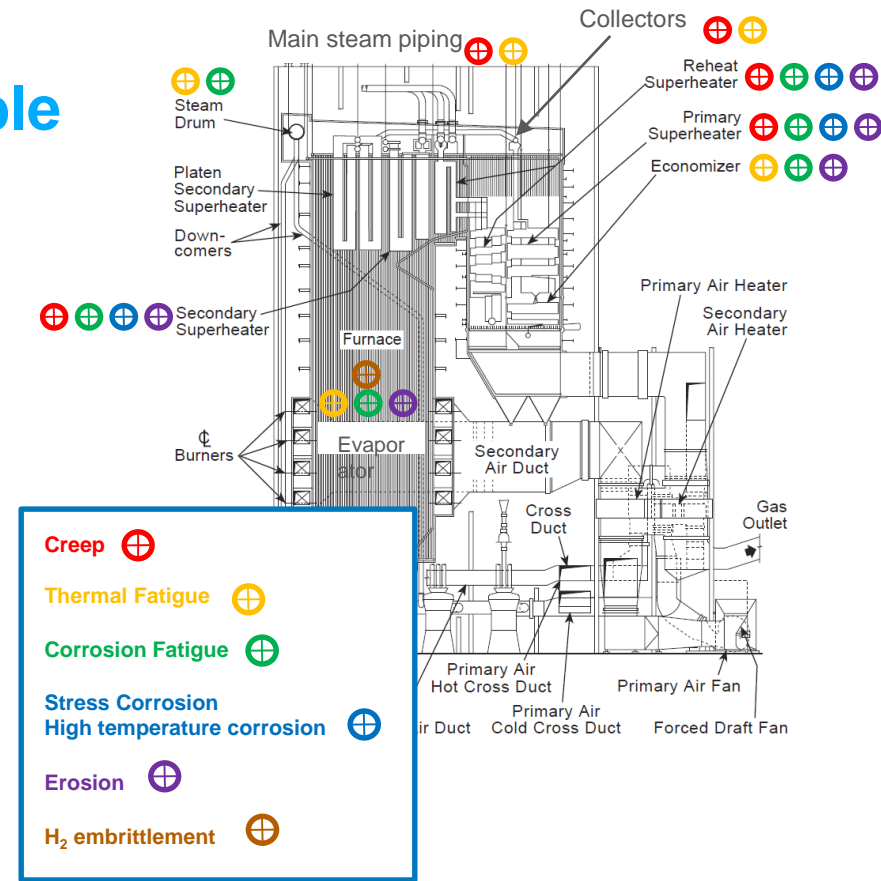 ple
Main steam piping
Collectors
Steam
Drum
Reheat
Superheater
Primary
Superheater
Economizer
Platen
Secondary
Superheater
Down-
comers
Primary Air Heater
Secondary
Air Heater
Secondary
Superheater
Furnace
℄
Burners
Evapor
ator
Secondary
Air Duct
Cross
Duct
Gas
Outlet
Creep
Thermal Fatigue
Corrosion Fatigue
Stress Corrosion
High temperature corrosion
Erosion
H₂ embrittlement
Primary Air
Hot Cross Duct
Primary Air Fan
ir Duct
Primary Air
Cold Cross Duct
Forced Draft Fan